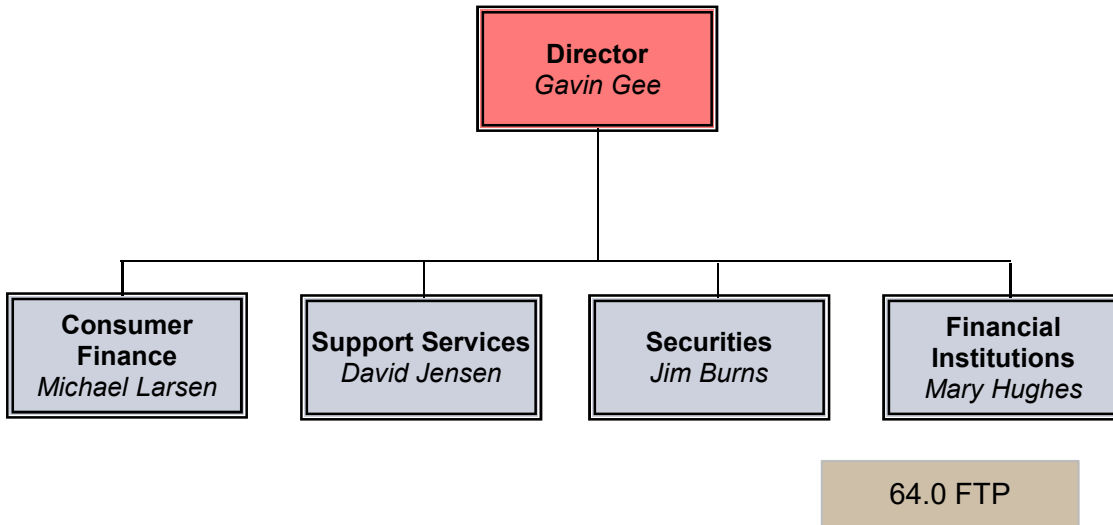 Director
Gavin Gee
Consumer
Finance
Michael Larsen
Support Services
David Jensen
Securities
Jim Burns
Financial
Institutions
Mary Hughes
64.0 FTP